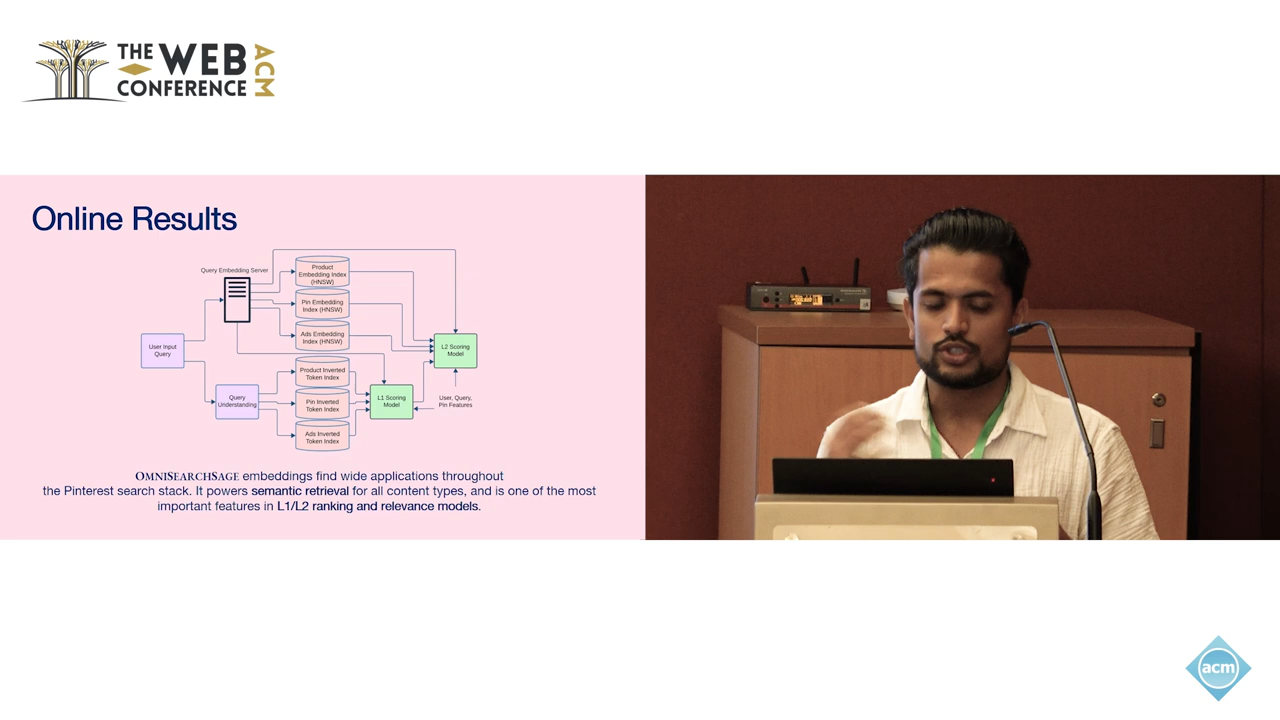 THE WEB
CONFERENCE
ACM
Online Results
Query Embedding Server
Product
Embedding Index
(HNSW)
Pin Embedding
Index (HNSW)
Ads Embedding
Index (HNSW)
User Input
Query
L2 Scoring
Model
Product Inverted
Token Index
Query
Understanding
Pin Inverted
Token Index
L1 Scoring
Model
User, Query,
Pin Features
Ads Inverted
Token Index
OMNISEARCHSAGE embeddings find wide applications throughout
the Pinterest search stack. It powers semantic retrieval for all content types, and is one of the most
important features in L1/L2 ranking and relevance models.
acm